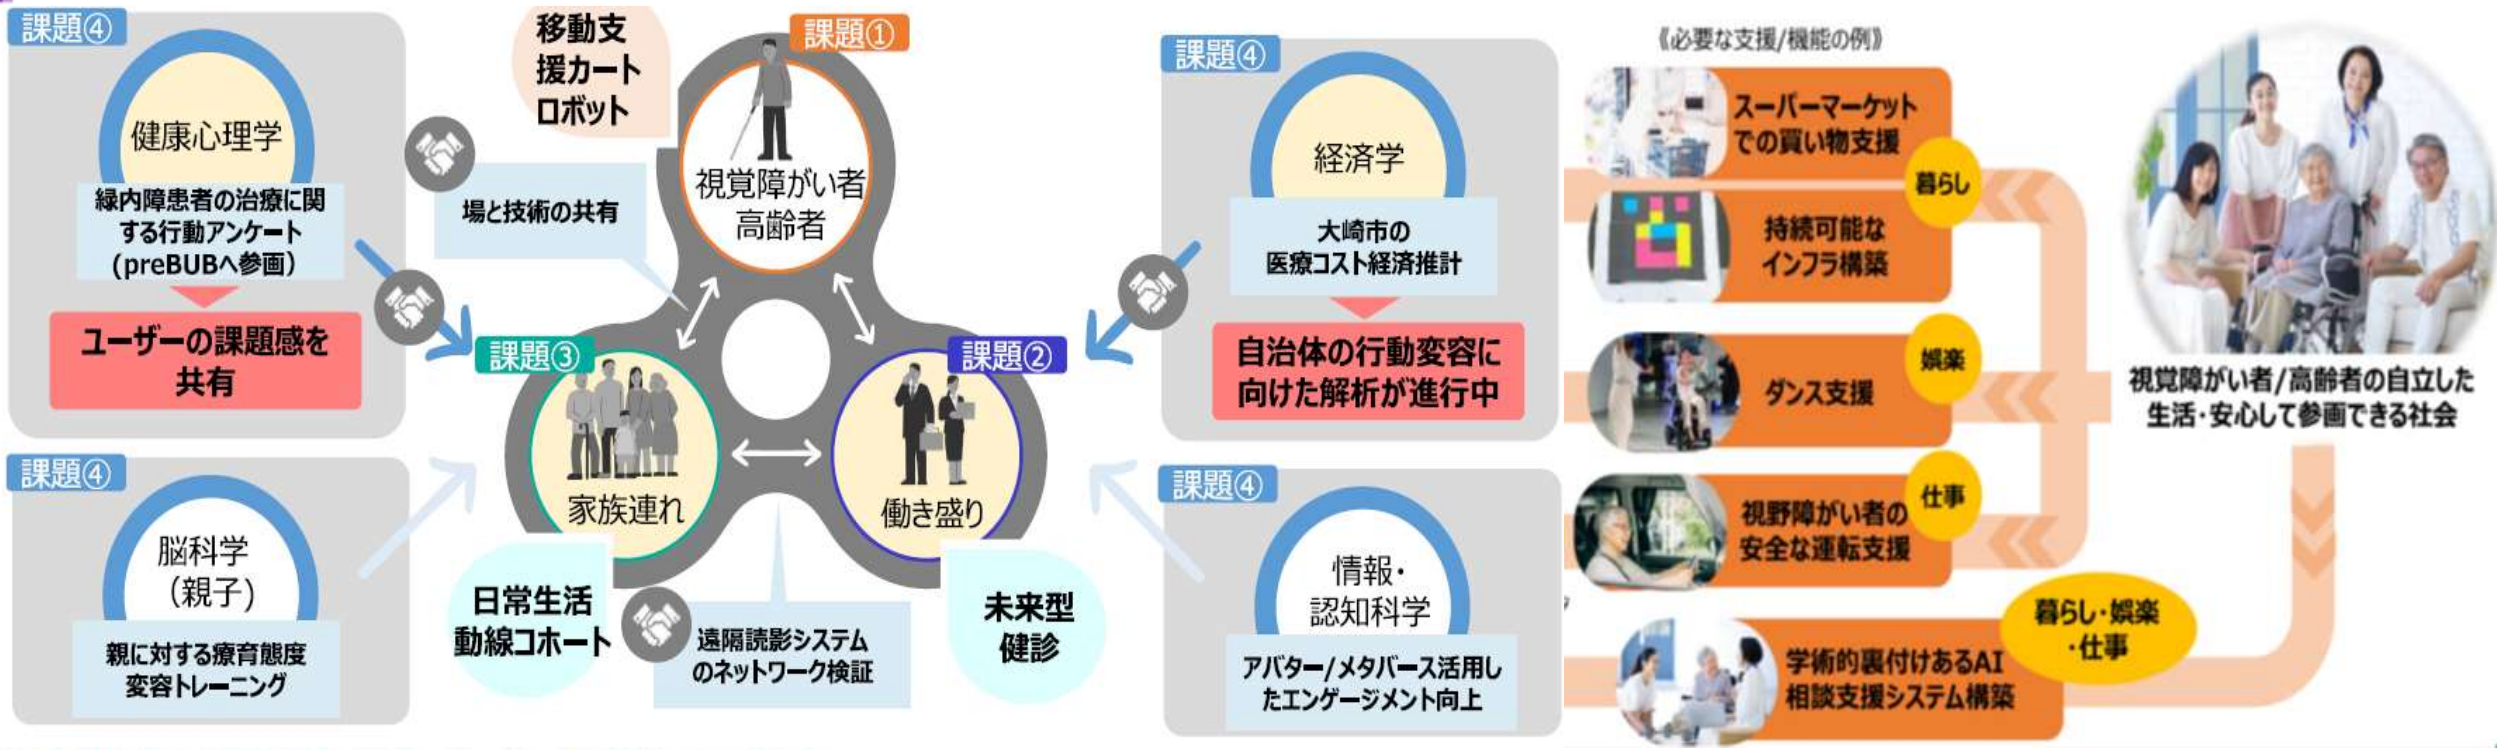 課題④
健康心理学
緑内障患者の治療に関
する行動アンケート
(preBUBへ参画)
ユーザーの課題感を
共有
課題④
脳科学
(親子)
親に対する療育態度
変容トレーニング
移動支
援カート
ロボット
課題①
視覚障がい者
高齢者
場と技術の共有
課題③
家族連れ
課題②
働き盛り
日常生活
動線コホート
遠隔読影システム
のネットワーク検証
未来型
健診
課題④
経済学
大崎市の
医療コスト経済推計
自治体の行動変容に
向けた解析が進行中
課題④
情報・
認知科学
アバター/メタバース活用し
たエンゲージメント向上
《必要な支援/機能の例》
スーパーマーケット
での買い物支援
暮らし
持続可能な
インフラ構築
娯楽
ダンス支援
仕事
視野障がい者の
安全な運転支援
暮らし・娯楽
・仕事
学術的裏付けあるAI
相談支援システム構築
視覚障がい者/高齢者の自立した
生活・安心して参画できる社会